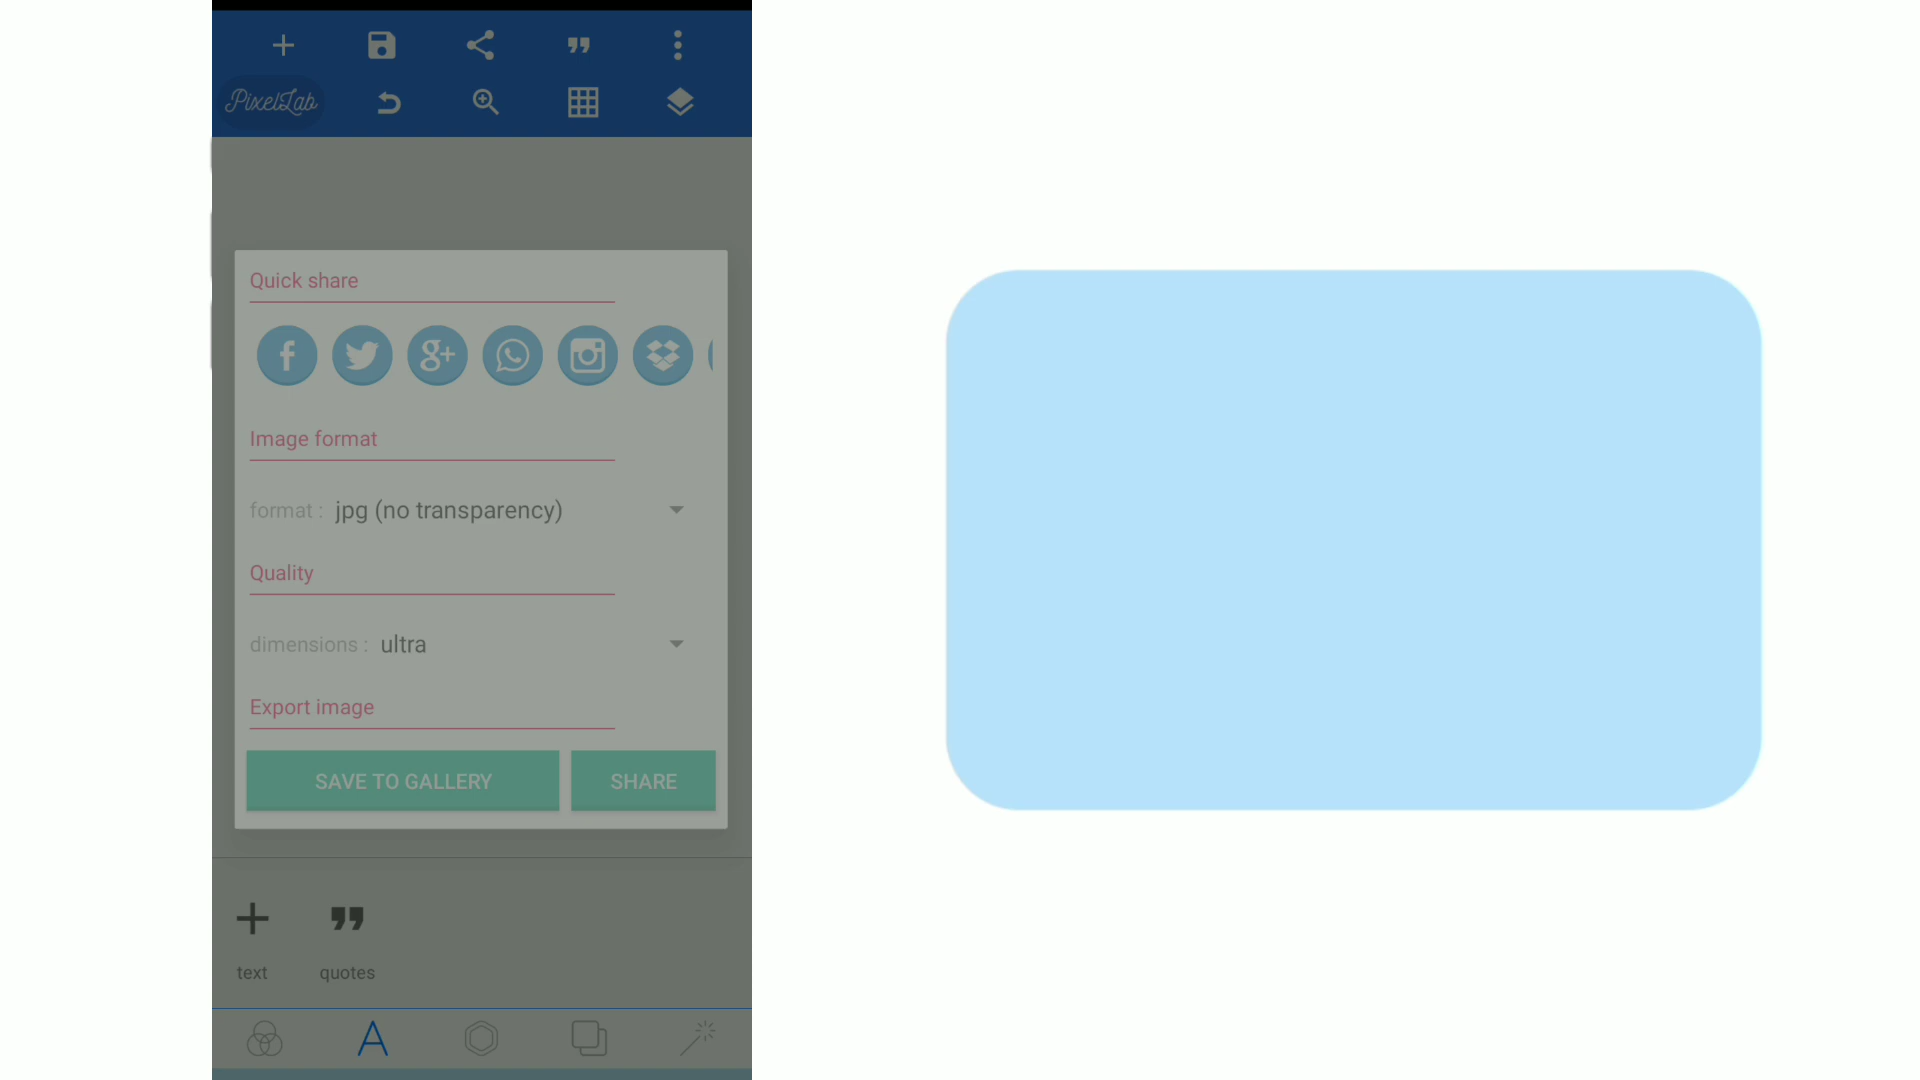 PixelLab
Quick share
Image format
format : jpg (no transparency)
Quality
dimensions : ultra
Export image
SAVE TO GALLERY SHARE
text quotes